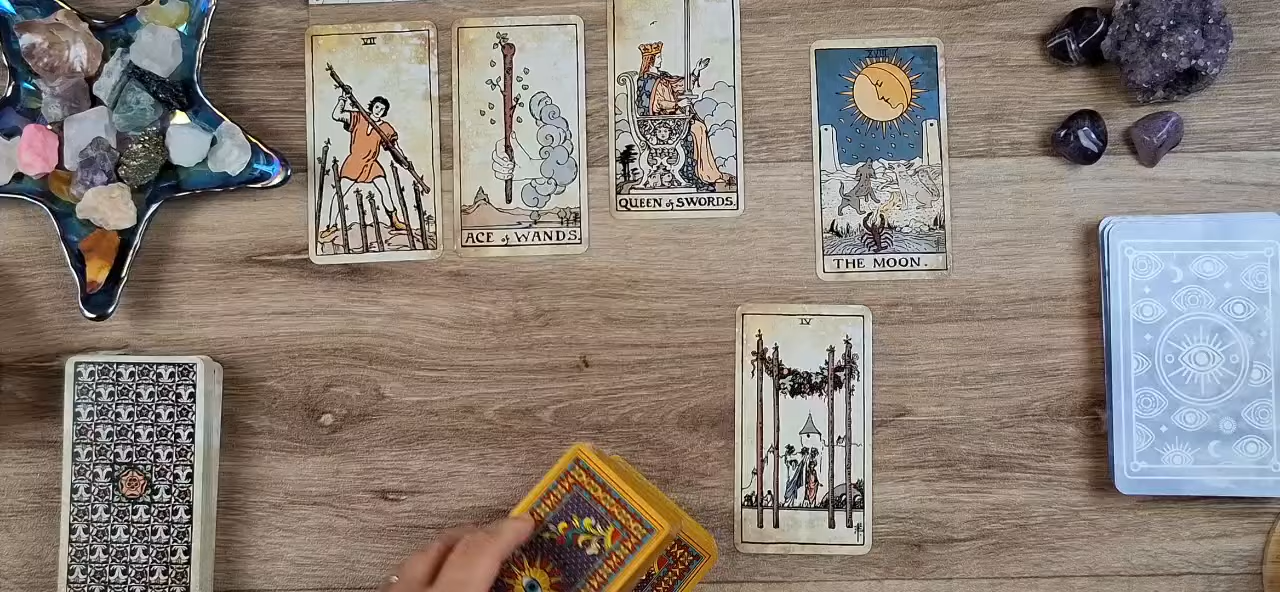 VII
ACE of WANDS.
QUEEN of SWORDS.
XVIII
THE MOON.
IV